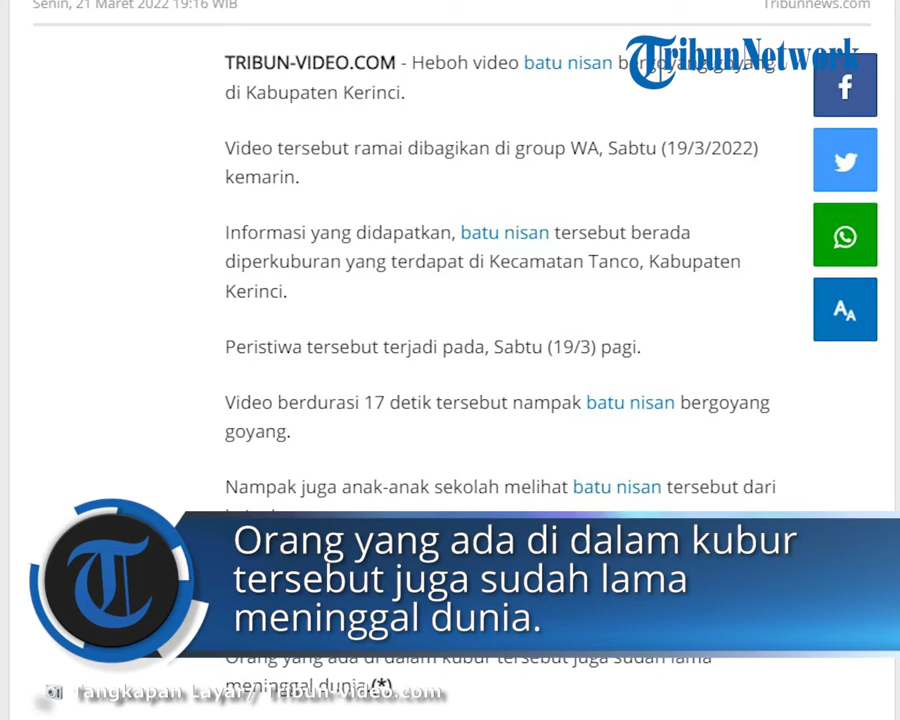 Senin, 21 Maret 2022 19:16 WIB
Tribunnews.com
TribunNetwork
TRIBUN-VIDEO.COM - Heboh video batu nisan bergoyang goyang
di Kabupaten Kerinci.
Video tersebut ramai dibagikan di group WA, Sabtu (19/3/2022)
kemarin.
Informasi yang didapatkan, batu nisan tersebut berada
diperkuburan yang terdapat di Kecamatan Tanco, Kabupaten
Kerinci.
Peristiwa tersebut terjadi pada, Sabtu (19/3) pagi.
Video berdurasi 17 detik tersebut nampak batu nisan bergoyang
goyang.
Nampak juga anak-anak sekolah melihat batu nisan tersebut dari
Orang yang ada di dalam kubur
tersebut juga sudah lama
meninggal dunia.
Orang yang ada di dalam kubur tersebut juga sudah lama
meninggal dunia.(*)
Tangkapan Layar/ Tribun-video.com